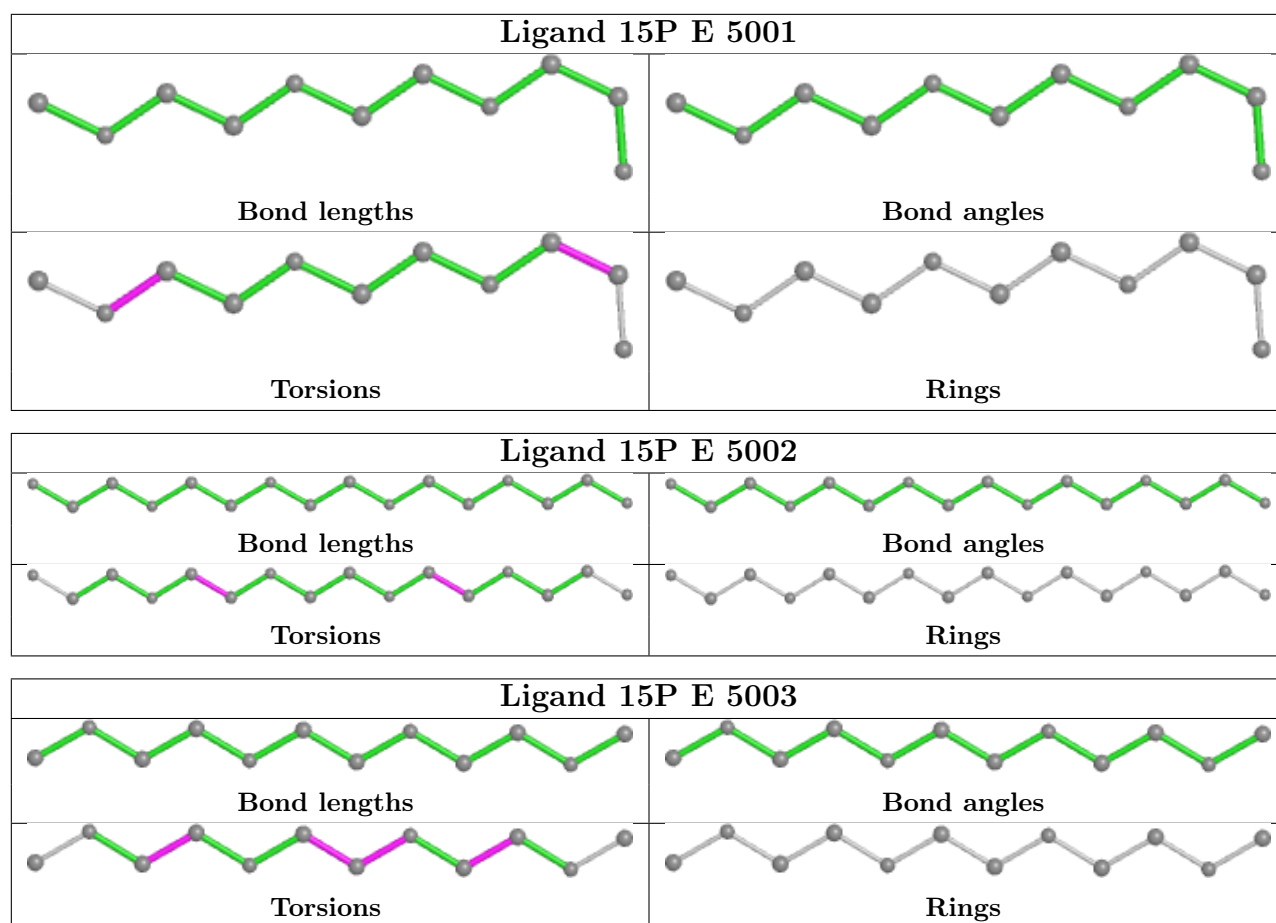 Ligand 15P E 5001
Bond lengths Bond angles
Torsions Rings
Ligand 15P E 5002
Bond lengths Bond angles
Torsions Rings
Ligand 15P E 5003
Bond lengths Bond angles
Torsions Rings